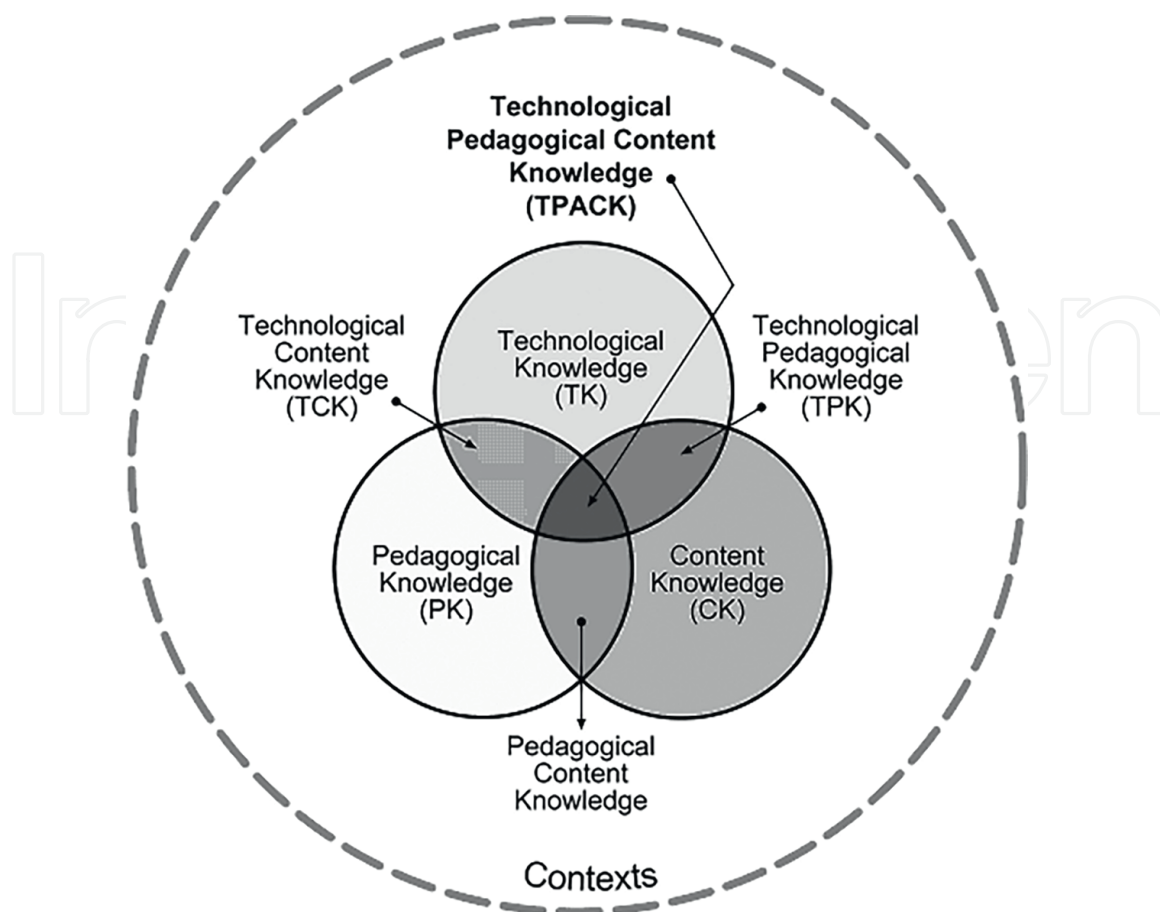 Technological
Pedagogical Content
Knowledge
(TPACK)
Technological
Content
Knowledge
(TCK)
Technological
Knowledge
(TK)
Technological
Pedagogical
Knowledge
(TPK)
Pedagogical
Knowledge
(PK)
Content
Knowledge
(CK)
Pedagogical
Content
Knowledge
Contexts